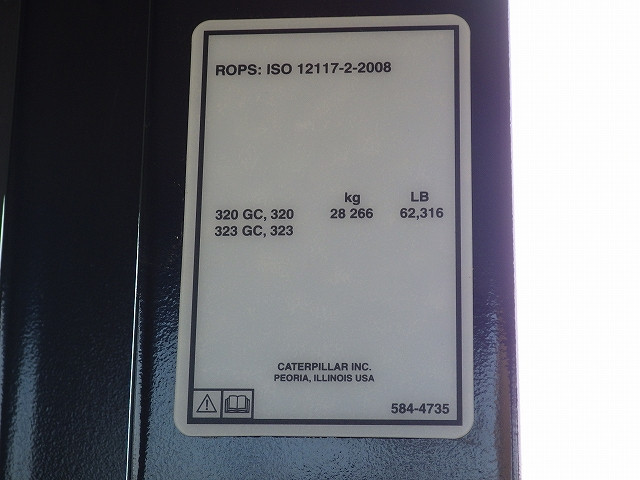 ROPS: ISO 12117-2-2008
kg LB
320 GC, 320 28 266 62,316
323 GC, 323
CATERPILLAR INC.
PEORIA, ILLINOIS USA
584-4735